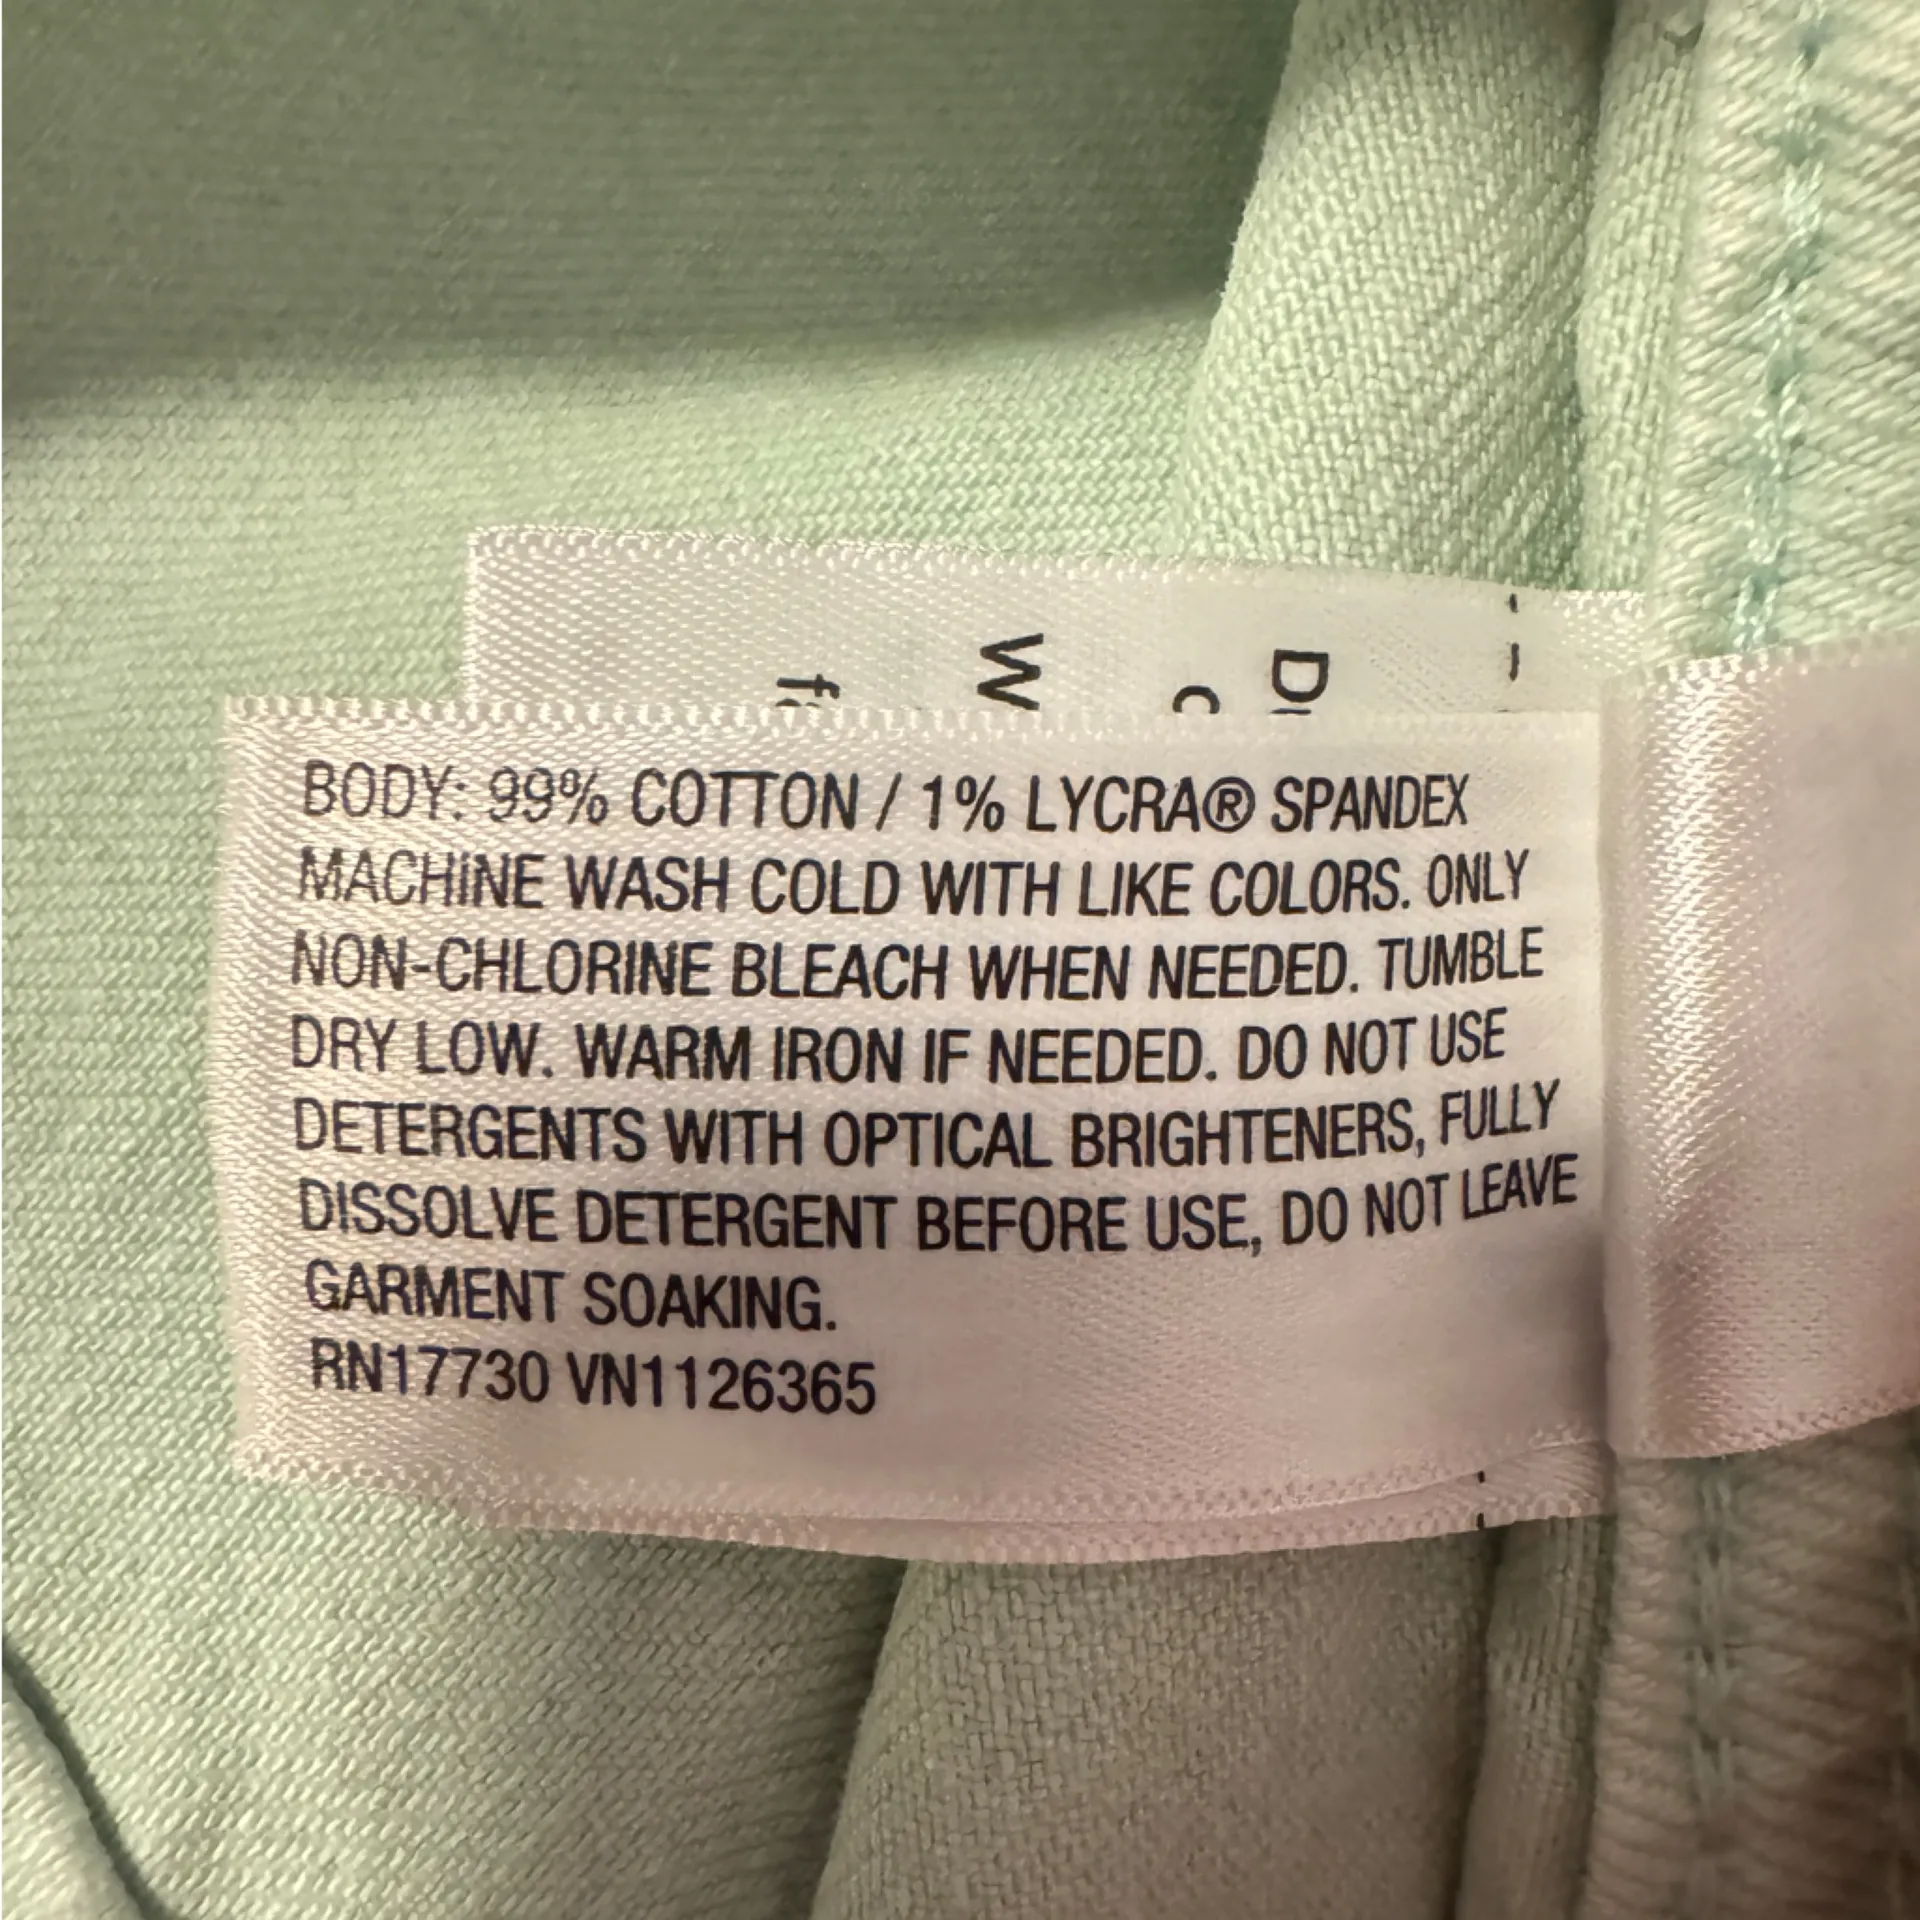 BODY: 99% COTTON / 1% LYCRA® SPANDEX
MACHINE WASH COLD WITH LIKE COLORS. ONLY
NON-CHLORINE BLEACH WHEN NEEDED. TUMBLE
DRY LOW. WARM IRON IF NEEDED. DO NOT USE
DETERGENTS WITH OPTICAL BRIGHTENERS, FULLY
DISSOLVE DETERGENT BEFORE USE, DO NOT LEAVE
GARMENT SOAKING.
RN17730 VN1126365